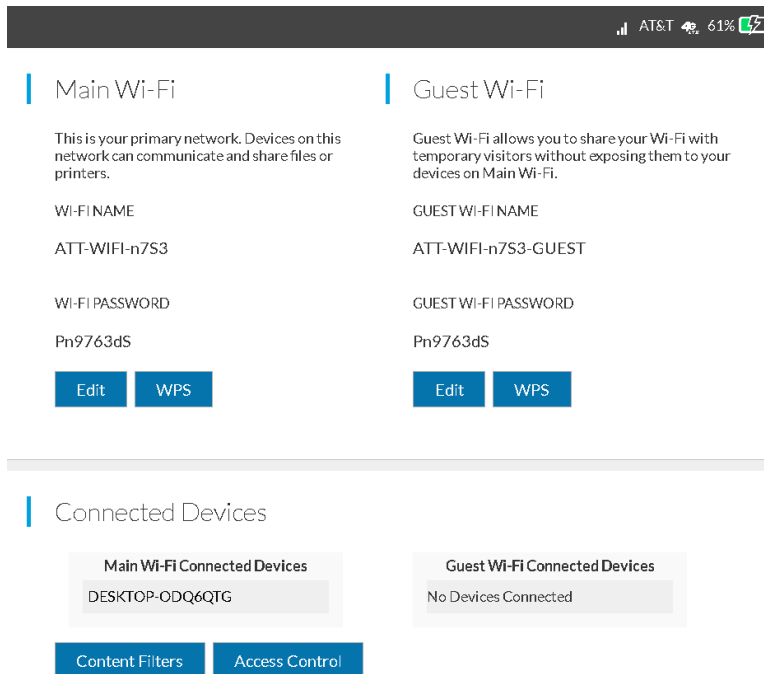 AT&T 4G LTE 61%
Main Wi-Fi
This is your primary network. Devices on this
network can communicate and share files or
printers.
WI-FI NAME
ATT-WIFI-n7S3
WI-FI PASSWORD
Pn9763dS
Edit WPS
Guest Wi-Fi
Guest Wi-Fi allows you to share your Wi-Fi with
temporary visitors without exposing them to your
devices on Main Wi-Fi.
GUEST WI-FI NAME
ATT-WIFI-n7S3-GUEST
GUEST WI-FI PASSWORD
Pn9763dS
Edit WPS
Connected Devices
Main Wi-Fi Connected Devices
DESKTOP-ODQ6QTG
Guest Wi-Fi Connected Devices
No Devices Connected
Content Filters Access Control